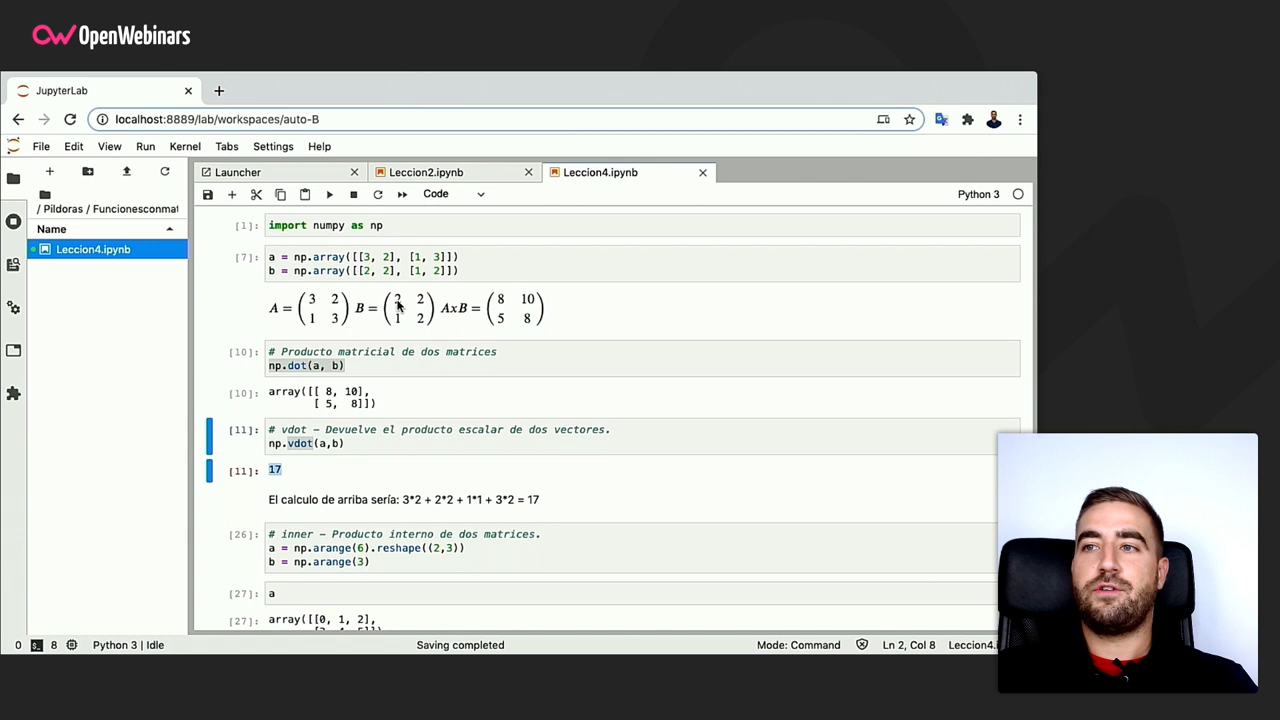 OpenWebinars
JupyterLab
localhost:8889/lab/workspaces/auto-B
File Edit View Run Kernel Tabs Settings Help
Launcher
Leccion2.ipynb
Leccion4.ipynb
Code
Python 3
/ Pildoras / Funcionesconmat
Name
Leccion4.ipynb
[1]: import numpy as np
[7]: a = np.array([[3, 2], [1, 3]])
b = np.array([[2, 2], [1, 2]])
A = ( 3 2 B = ( 2 2 AxB = ( 8 10
1 3 ) 1 2 ) 5 8 )
[10]: # Producto matricial de dos matrices
np.dot(a, b)
[10]: array([[ 8, 10],
[ 5, 8]])
[11]: # vdot – Devuelve el producto escalar de dos vectores.
np.vdot(a,b)
[11]: 17
El calculo de arriba sería: 3*2 + 2*2 + 1*1 + 3*2 = 17
[26]: # inner – Producto interno de dos matrices.
a = np.arange(6).reshape((2,3))
b = np.arange(3)
[27]: a
[27]: array([[0, 1, 2],
0 8 Python 3 | Idle Saving completed Mode: Command Ln 2, Col 8 Leccion4.i